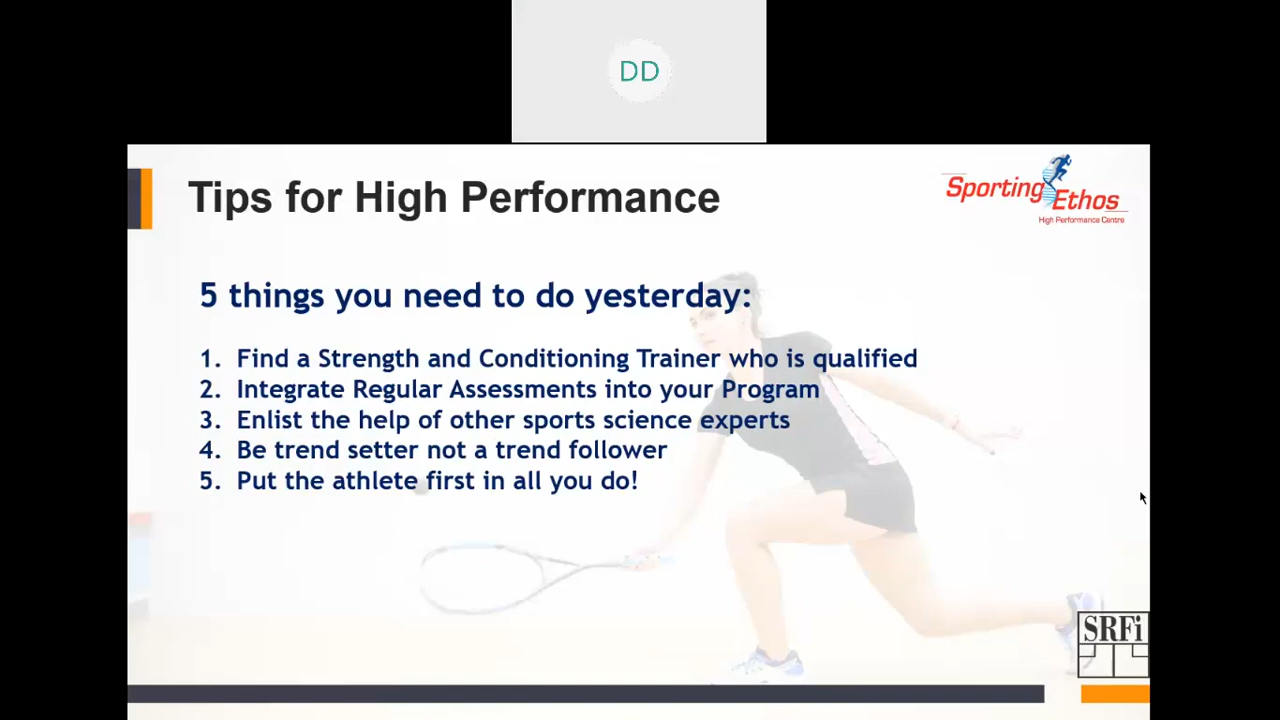 DD
Tips for High Performance
Sporting Ethos
High Performance Centre
5 things you need to do yesterday:
1. Find a Strength and Conditioning Trainer who is qualified
2. Integrate Regular Assessments into your Program
3. Enlist the help of other sports science experts
4. Be trend setter not a trend follower
5. Put the athlete first in all you do!
SRFi